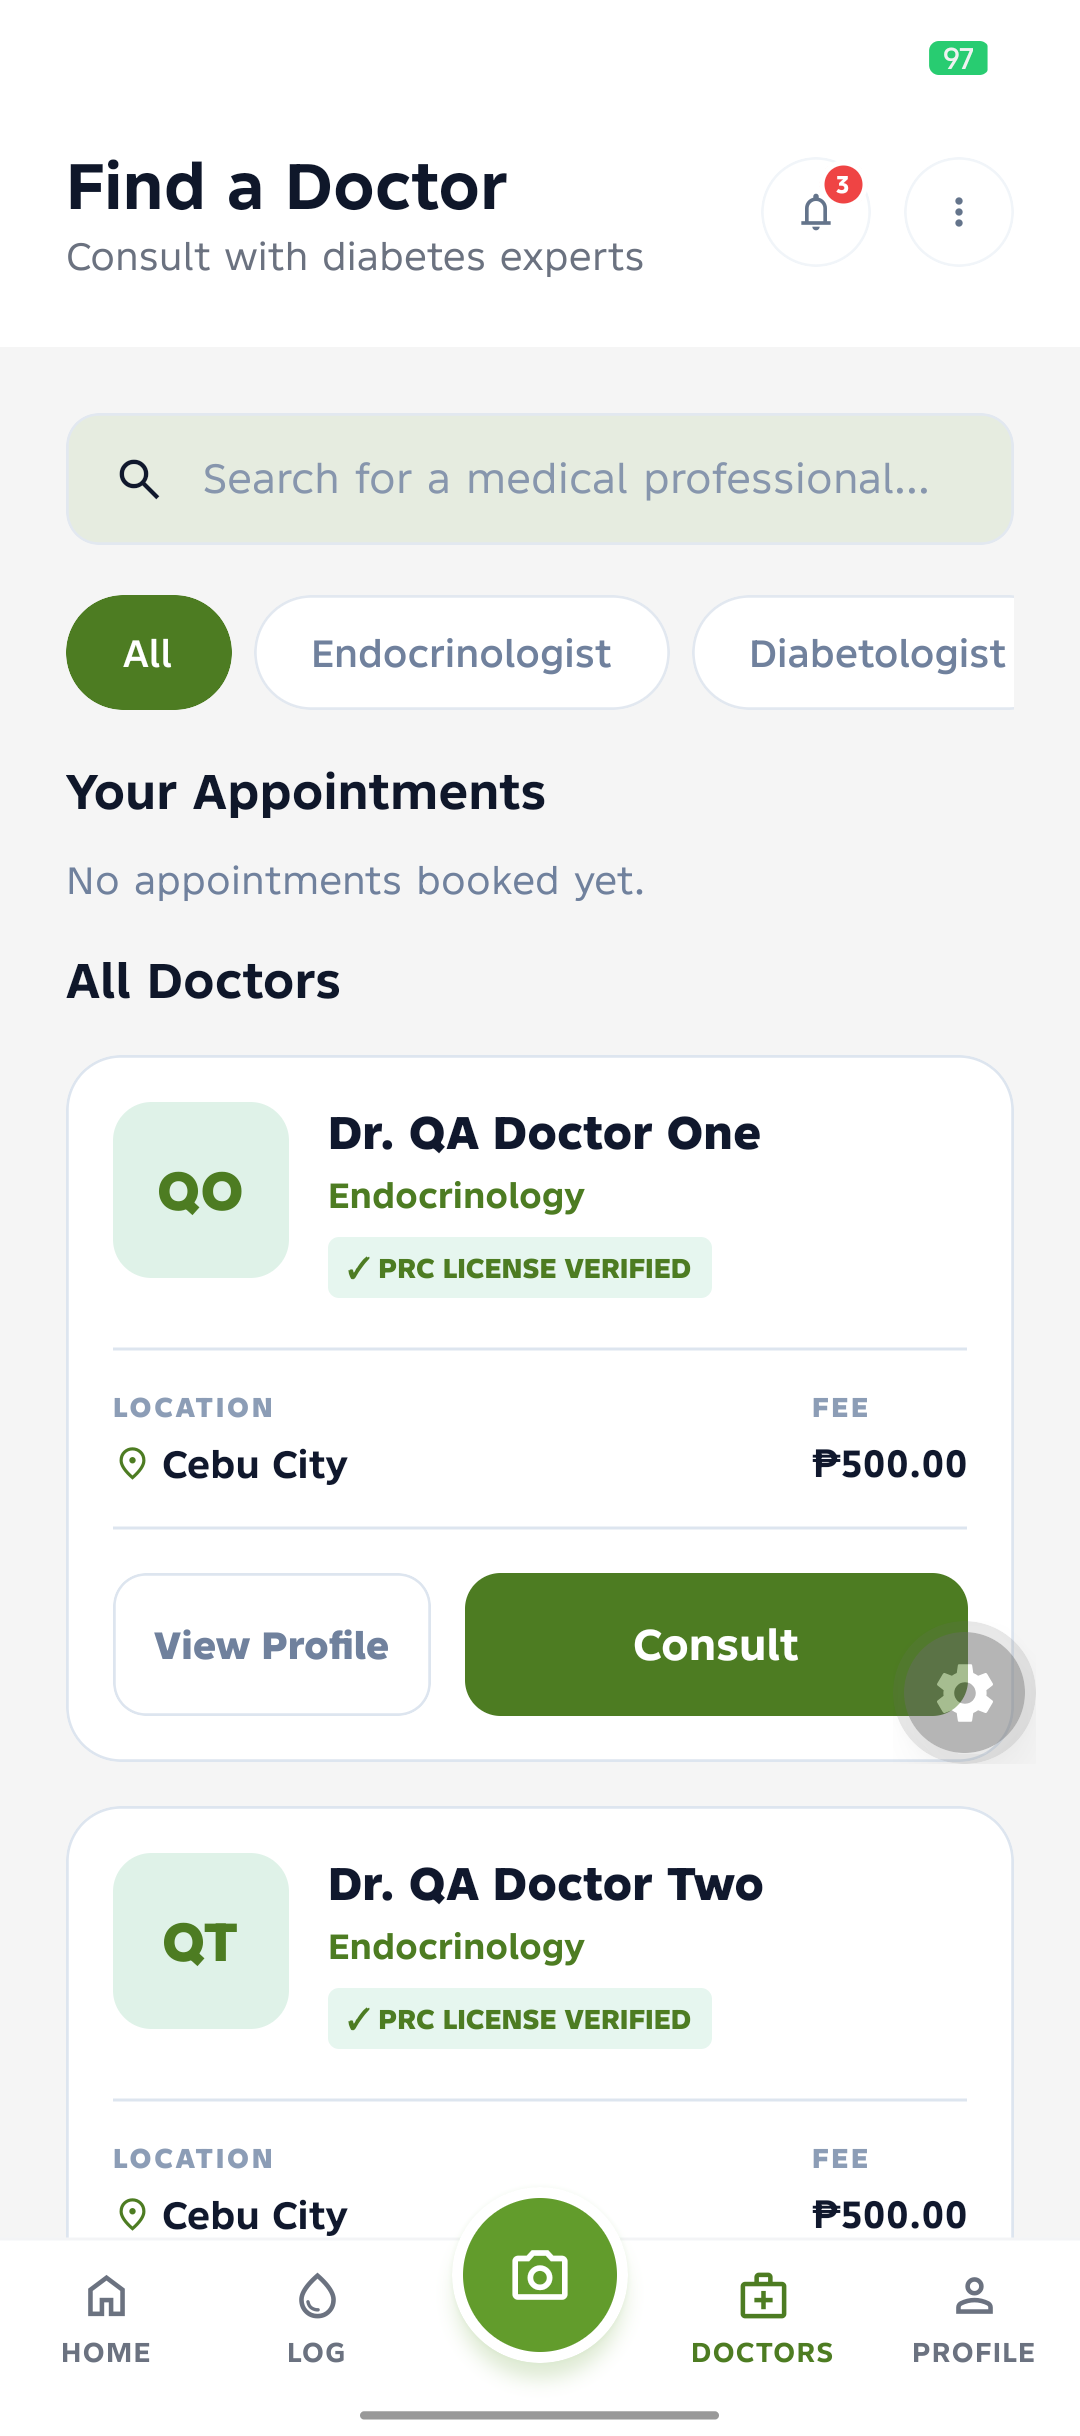 97
Find a Doctor
3
Consult with diabetes experts
Search for a medical professional...
All
Endocrinologist
Diabetologist
Your Appointments
No appointments booked yet.
All Doctors
QO
Dr. QA Doctor One
Endocrinology
✓ PRC LICENSE VERIFIED
LOCATION
FEE
Cebu City
₱500.00
View Profile
Consult
QT
Dr. QA Doctor Two
Endocrinology
✓ PRC LICENSE VERIFIED
LOCATION
FEE
Cebu City
₱500.00
HOME
LOG
DOCTORS
PROFILE